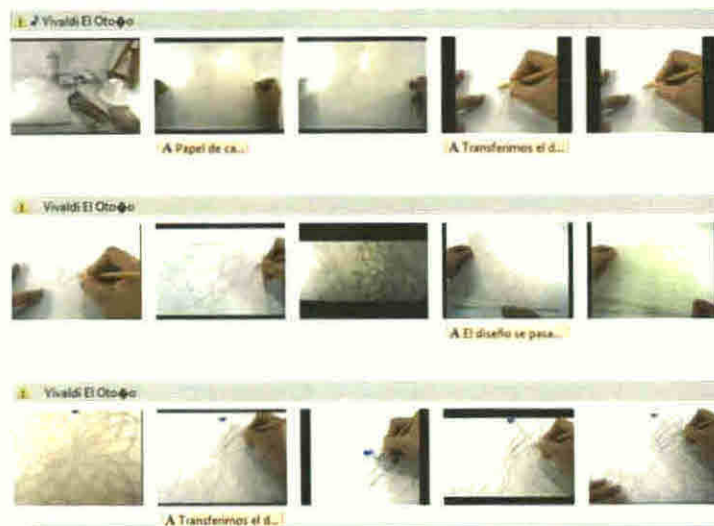 ♪ Vivaldi El Oto�o
A Papel de ca...
A Transferimos el d...
Vivaldi El Oto�o
A El diseño se pasa...
Vivaldi El Oto�o
A Transferimos el d...